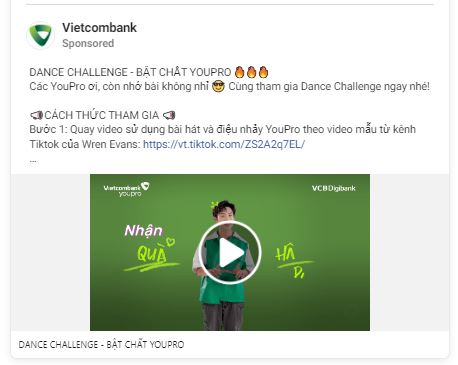 Vietcombank
Sponsored
DANCE CHALLENGE - BẬT CHẤT YOUPRO 🔥🔥🔥
Các YouPro ơi, còn nhớ bài không nhỉ 😎 Cùng tham gia Dance Challenge ngay nhé!
📢CÁCH THỨC THAM GIA 📢
Bước 1: Quay video sử dụng bài hát và điệu nhảy YouPro theo video mẫu từ kênh
Tiktok của Wren Evans: https://vt.tiktok.com/ZS2A2q7EL/
...
Vietcombank
youpro
VCB Digibank
Nhận
QUÀ
DANCE CHALLENGE - BẬT CHẤT YOUPRO